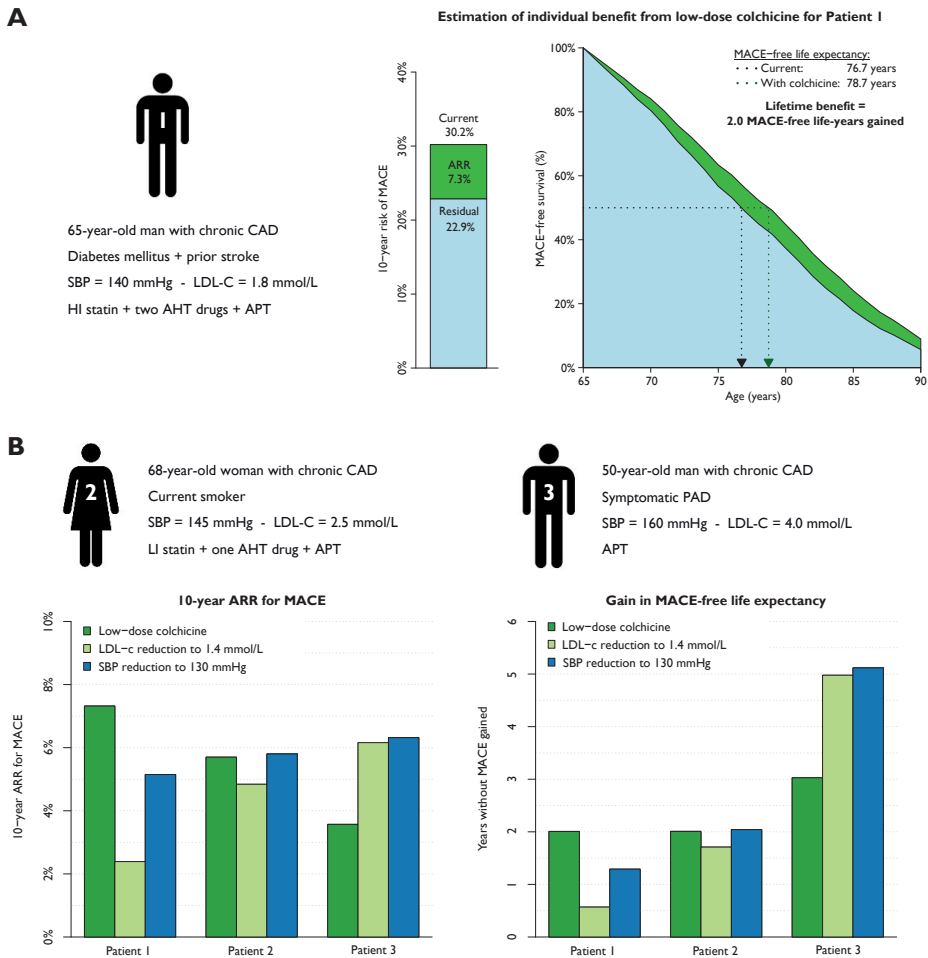 A
Estimation of individual benefit from low-dose colchicine for Patient 1
1
65-year-old man with chronic CAD
Diabetes mellitus + prior stroke
SBP = 140 mmHg - LDL-C = 1.8 mmol/L
HI statin + two AHT drugs + APT
10-year risk of MACE
40%
30%
20%
10%
0%
Current
30.2%
ARR
7.3%
Residual
22.9%
MACE-free survival (%)
100%
80%
60%
40%
20%
0%
MACE-free life expectancy:
Current: 76.7 years
With colchicine: 78.7 years
Lifetime benefit =
2.0 MACE-free life-years gained
65 70 75 80 85 90
Age (years)
B
2
68-year-old woman with chronic CAD
Current smoker
SBP = 145 mmHg - LDL-C = 2.5 mmol/L
LI statin + one AHT drug + APT
3
50-year-old man with chronic CAD
Symptomatic PAD
SBP = 160 mmHg - LDL-C = 4.0 mmol/L
APT
10-year ARR for MACE
10-year ARR for MACE
10%
8%
6%
4%
2%
0%
Low-dose colchicine
LDL-c reduction to 1.4 mmol/L
SBP reduction to 130 mmHg
Patient 1 Patient 2 Patient 3
Gain in MACE-free life expectancy
Years without MACE gained
6
5
4
3
2
1
0
Low-dose colchicine
LDL-c reduction to 1.4 mmol/L
SBP reduction to 130 mmHg
Patient 1 Patient 2 Patient 3